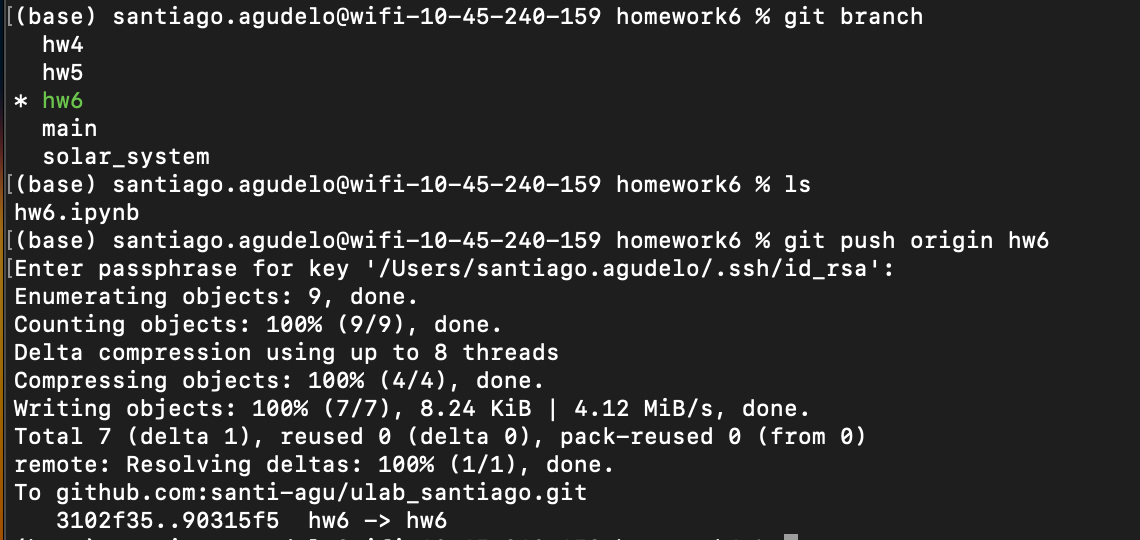 [(base) santiago.agudelo@wifi-10-45-240-159 homework6 % git branch
hw4
hw5
* hw6
main
solar_system
[(base) santiago.agudelo@wifi-10-45-240-159 homework6 % ls
hw6.ipynb
[(base) santiago.agudelo@wifi-10-45-240-159 homework6 % git push origin hw6
[Enter passphrase for key '/Users/santiago.agudelo/.ssh/id_rsa':
Enumerating objects: 9, done.
Counting objects: 100% (9/9), done.
Delta compression using up to 8 threads
Compressing objects: 100% (4/4), done.
Writing objects: 100% (7/7), 8.24 KiB | 4.12 MiB/s, done.
Total 7 (delta 1), reused 0 (delta 0), pack-reused 0 (from 0)
remote: Resolving deltas: 100% (1/1), done.
To github.com:santi-agu/ulab_santiago.git
3102f35..90315f5  hw6 -> hw6